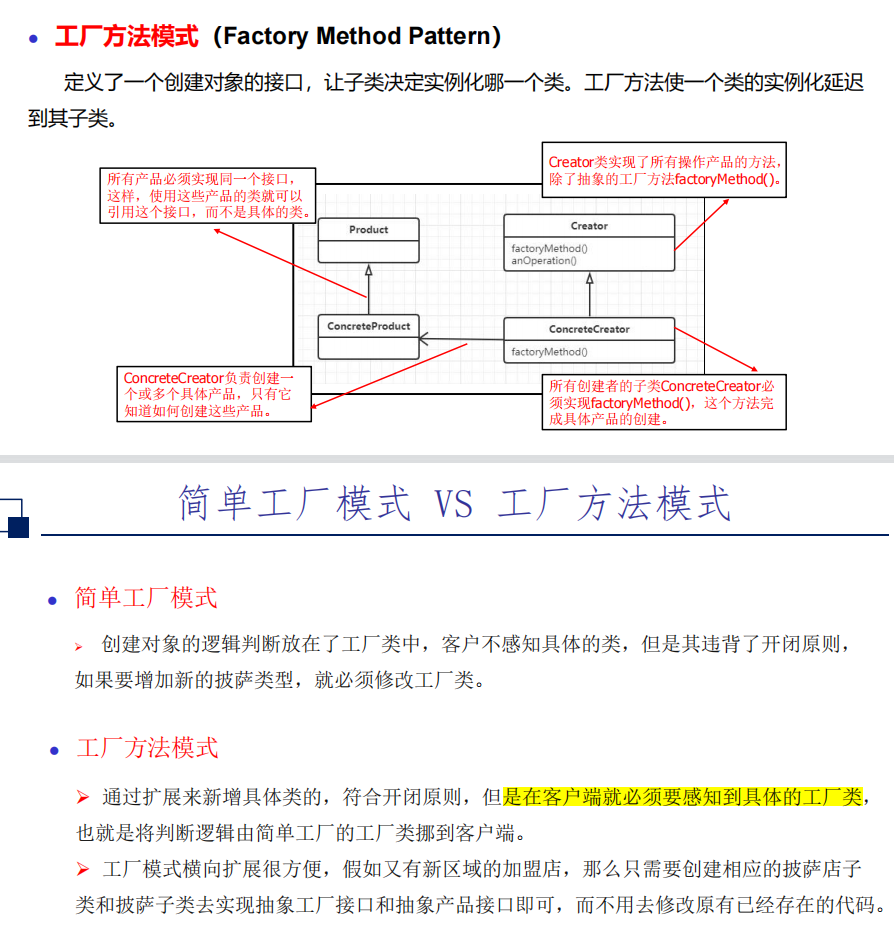 • 工厂方法模式（Factory Method Pattern）
定义了一个创建对象的接口，让子类决定实例化哪一个类。工厂方法使一个类的实例化延迟
到其子类。
所有产品必须实现同一个接口，
这样，使用这些产品的类就可以
引用这个接口，而不是具体的类。
Creator类实现了所有操作产品的方法，
除了抽象的工厂方法factoryMethod()。
Product
Creator
factoryMethod()
anOperation()
ConcreteProduct
ConcreteCreator
factoryMethod()
ConcreteCreator负责创建一
个或多个具体产品，只有它
知道如何创建这些产品。
所有创建者的子类ConcreteCreator必
须实现factoryMethod()，这个方法完
成具体产品的创建。
简单工厂模式 VS 工厂方法模式
• 简单工厂模式
➢ 创建对象的逻辑判断放在了工厂类中，客户不感知具体的类，但是其违背了开闭原则，
如果要增加新的披萨类型，就必须修改工厂类。
• 工厂方法模式
➢ 通过扩展来新增具体类的，符合开闭原则，但是在客户端就必须要感知到具体的工厂类，
也就是将判断逻辑由简单工厂的工厂类挪到客户端。
➢ 工厂模式横向扩展很方便，假如又有新区域的加盟店，那么只需要创建相应的披萨店子
类和披萨子类去实现抽象工厂接口和抽象产品接口即可，而不用去修改原有已经存在的代码。